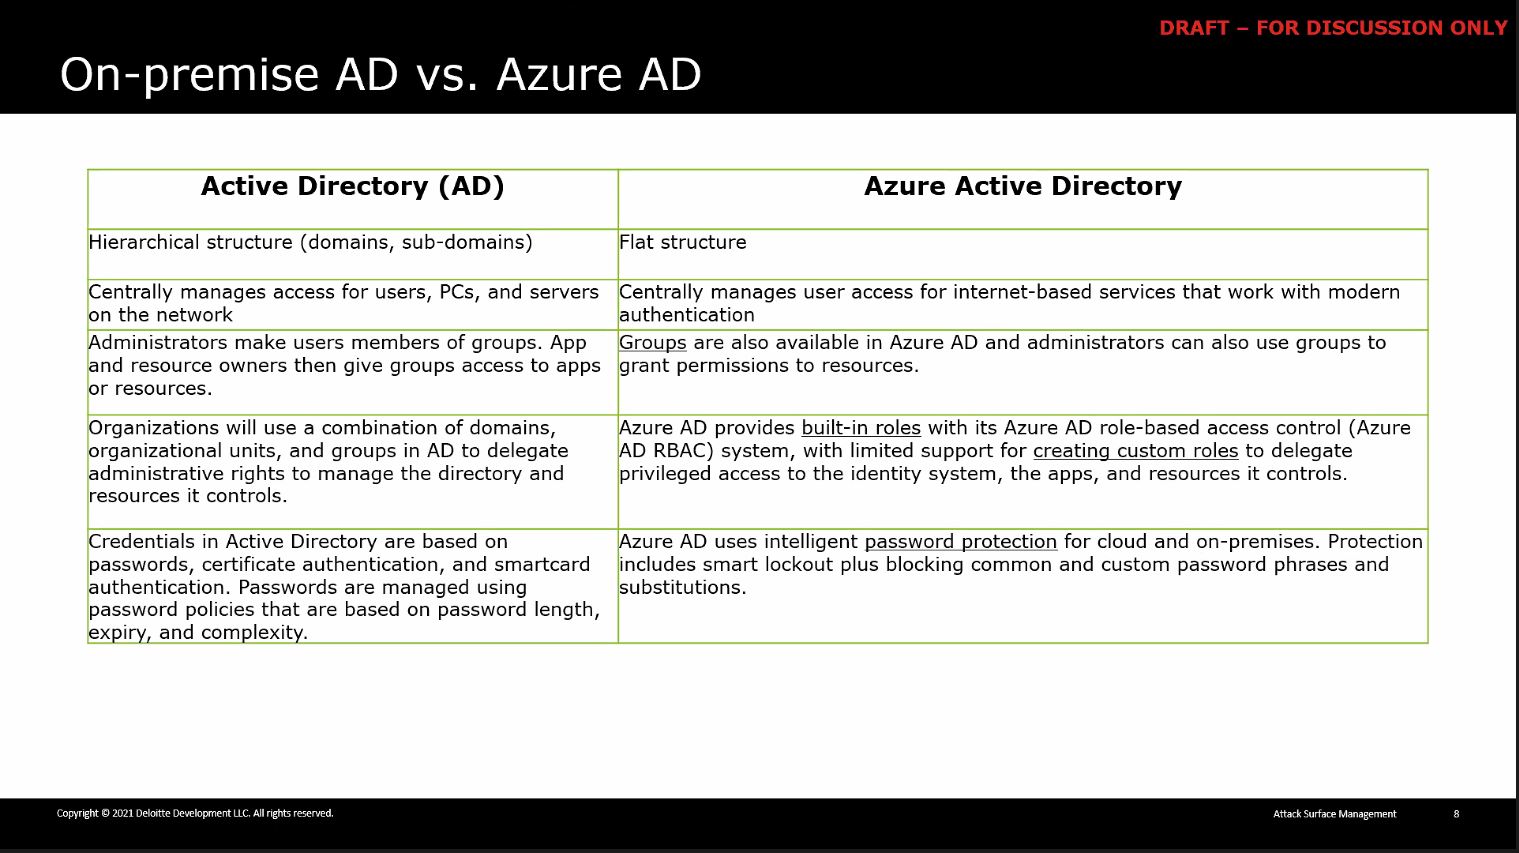 DRAFT – FOR DISCUSSION ONLY
On-premise AD vs. Azure AD
Active Directory (AD)
Azure Active Directory
Hierarchical structure (domains, sub-domains)
Flat structure
Centrally manages access for users, PCs, and servers
on the network
Centrally manages user access for internet-based services that work with modern
authentication
Administrators make users members of groups. App
and resource owners then give groups access to apps
or resources.
Groups are also available in Azure AD and administrators can also use groups to
grant permissions to resources.
Organizations will use a combination of domains,
organizational units, and groups in AD to delegate
administrative rights to manage the directory and
resources it controls.
Azure AD provides built-in roles with its Azure AD role-based access control (Azure
AD RBAC) system, with limited support for creating custom roles to delegate
privileged access to the identity system, the apps, and resources it controls.
Credentials in Active Directory are based on
passwords, certificate authentication, and smartcard
authentication. Passwords are managed using
password policies that are based on password length,
expiry, and complexity.
Azure AD uses intelligent password protection for cloud and on-premises. Protection
includes smart lockout plus blocking common and custom password phrases and
substitutions.
Copyright © 2021 Deloitte Development LLC. All rights reserved.
Attack Surface Management
8